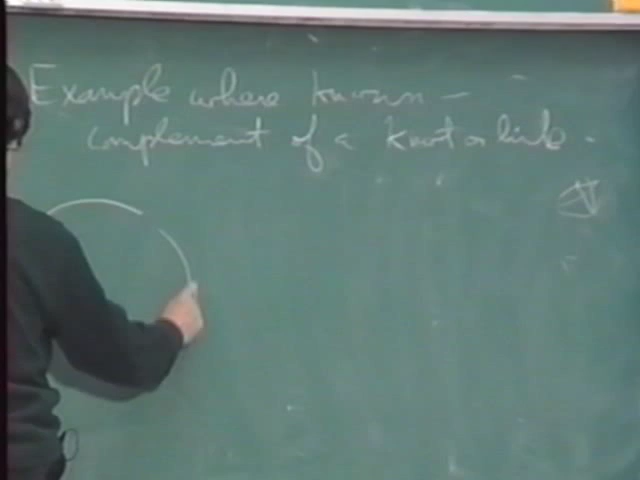 Example where known –
complement of a knot or link.